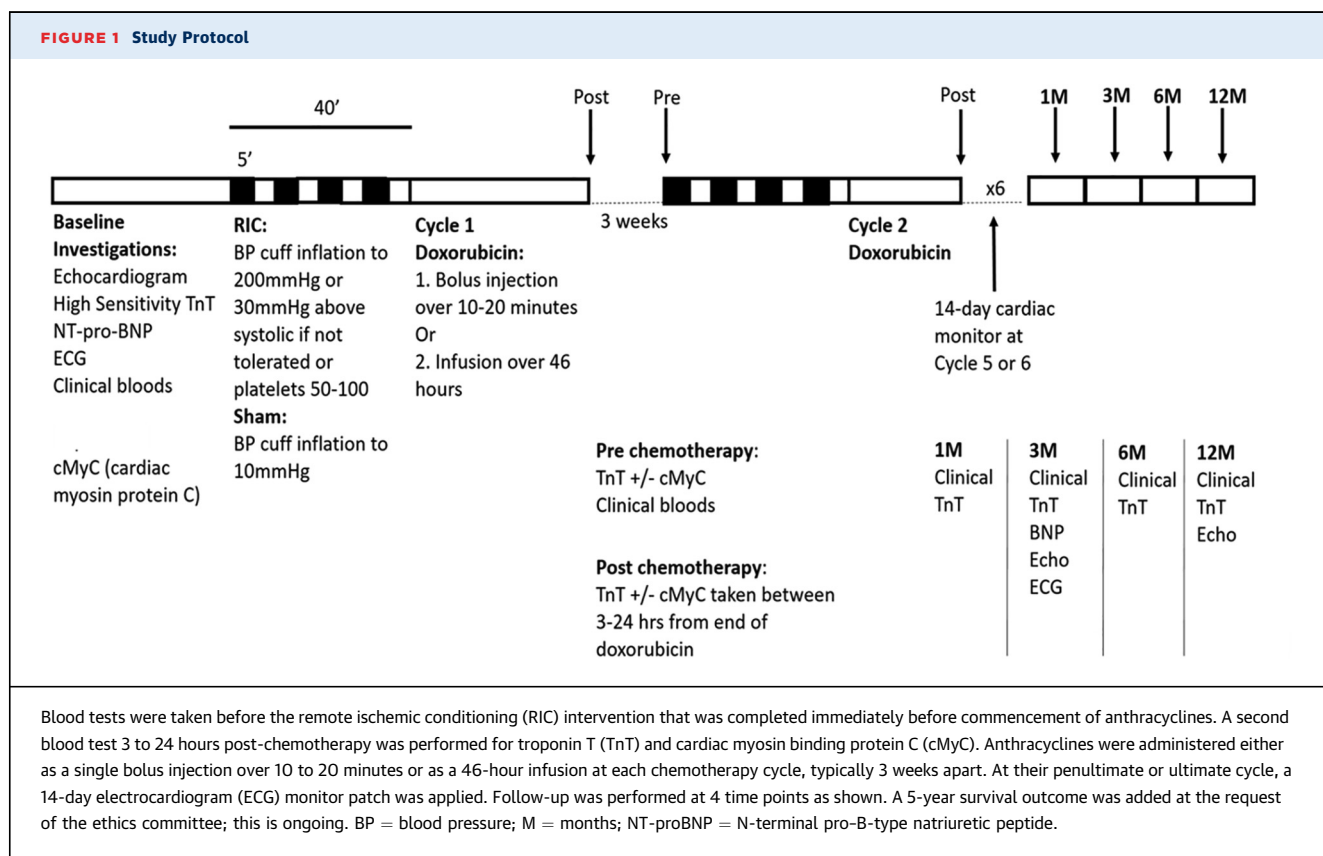 FIGURE 1 Study Protocol
40'
5'
Post
Pre
Post
1M
3M
6M
12M
3 weeks
x6
Baseline
Investigations:
Echocardiogram
High Sensitivity TnT
NT-pro-BNP
ECG
Clinical bloods
cMyC (cardiac
myosin protein C)
RIC:
BP cuff inflation to
200mmHg or
30mmHg above
systolic if not
tolerated or
platelets 50-100
Sham:
BP cuff inflation to
10mmHg
Cycle 1
Doxorubicin:
1. Bolus injection
over 10-20 minutes
Or
2. Infusion over 46
hours
Cycle 2
Doxorubicin
14-day cardiac
monitor at
Cycle 5 or 6
Pre chemotherapy:
TnT +/- cMyC
Clinical bloods
Post chemotherapy:
TnT +/- cMyC taken between
3-24 hrs from end of
doxorubicin
1M
Clinical
TnT
3M
Clinical
TnT
BNP
Echo
ECG
6M
Clinical
TnT
12M
Clinical
TnT
Echo
Blood tests were taken before the remote ischemic conditioning (RIC) intervention that was completed immediately before commencement of anthracyclines. A second
blood test 3 to 24 hours post-chemotherapy was performed for troponin T (TnT) and cardiac myosin binding protein C (cMyC). Anthracyclines were administered either
as a single bolus injection over 10 to 20 minutes or as a 46-hour infusion at each chemotherapy cycle, typically 3 weeks apart. At their penultimate or ultimate cycle, a
14-day electrocardiogram (ECG) monitor patch was applied. Follow-up was performed at 4 time points as shown. A 5-year survival outcome was added at the request
of the ethics committee; this is ongoing. BP = blood pressure; M = months; NT-proBNP = N-terminal pro–B-type natriuretic peptide.